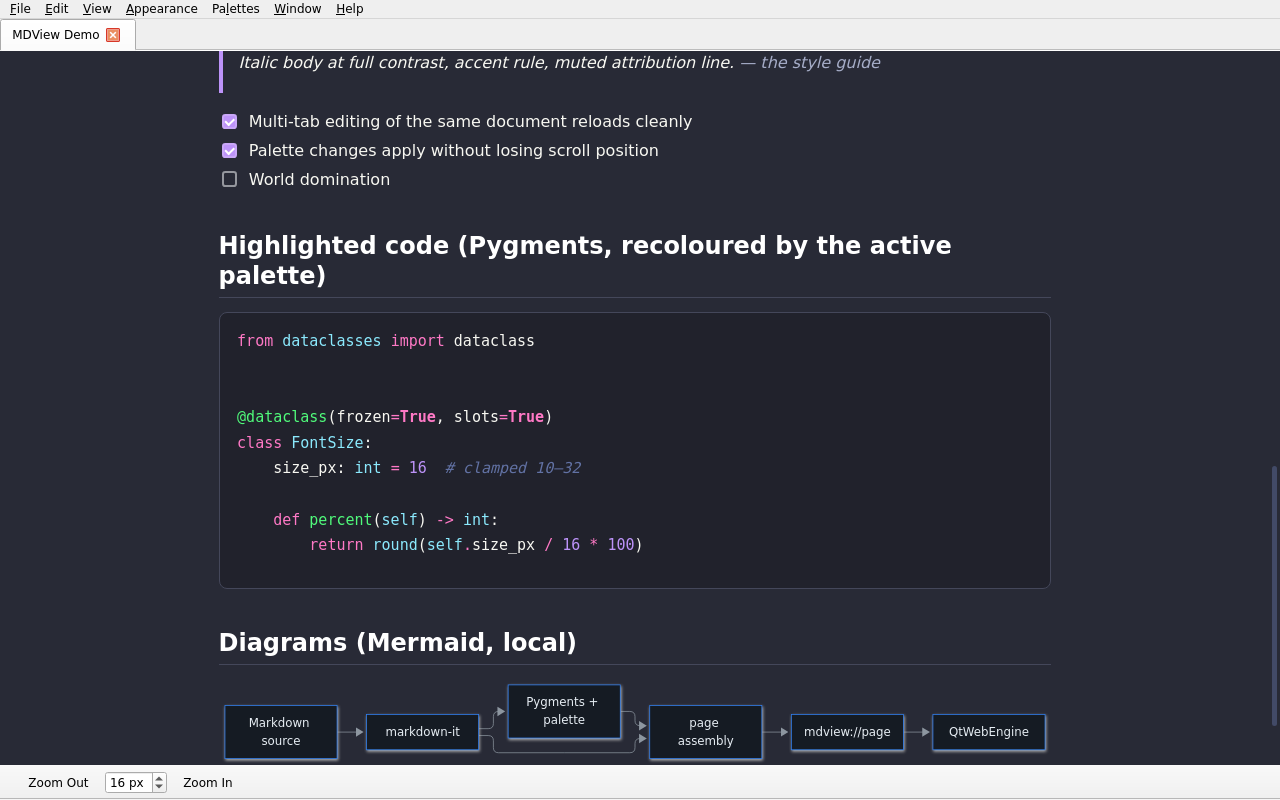 File Edit View Appearance Palettes Window Help
MDView Demo
Italic body at full contrast, accent rule, muted attribution line. — the style guide
Multi-tab editing of the same document reloads cleanly
Palette changes apply without losing scroll position
World domination
Highlighted code (Pygments, recoloured by the active
palette)
from dataclasses import dataclass
@dataclass(frozen=True, slots=True)
class FontSize:
    size_px: int = 16  # clamped 10–32
    def percent(self) -> int:
        return round(self.size_px / 16 * 100)
Diagrams (Mermaid, local)
Markdown
source
markdown-it
Pygments +
palette
page
assembly
mdview://page
QtWebEngine
Zoom Out 16 px Zoom In